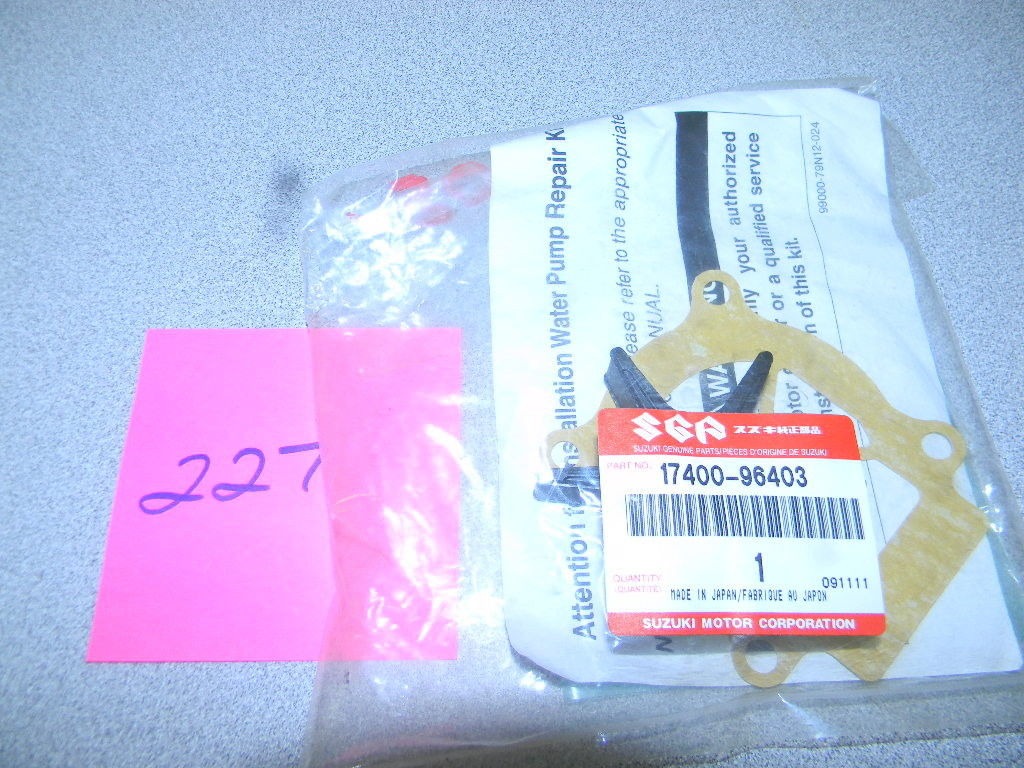 227
Attention
allation Water Pump Repair K
ease refer to the appropriate
NUAL.
WA
your authorized
or a qualified service
n of this kit.
99000-79N12-024
SGP スズキ純正部品
SUZUKI GENUINE PARTS/PIECES D'ORIGINE DE SUZUKI
PART NO. 17400-96403
QUANTITY 1
(QUANTITE) 091111
MADE IN JAPAN/FABRIQUE AU JAPON
SUZUKI MOTOR CORPORATION